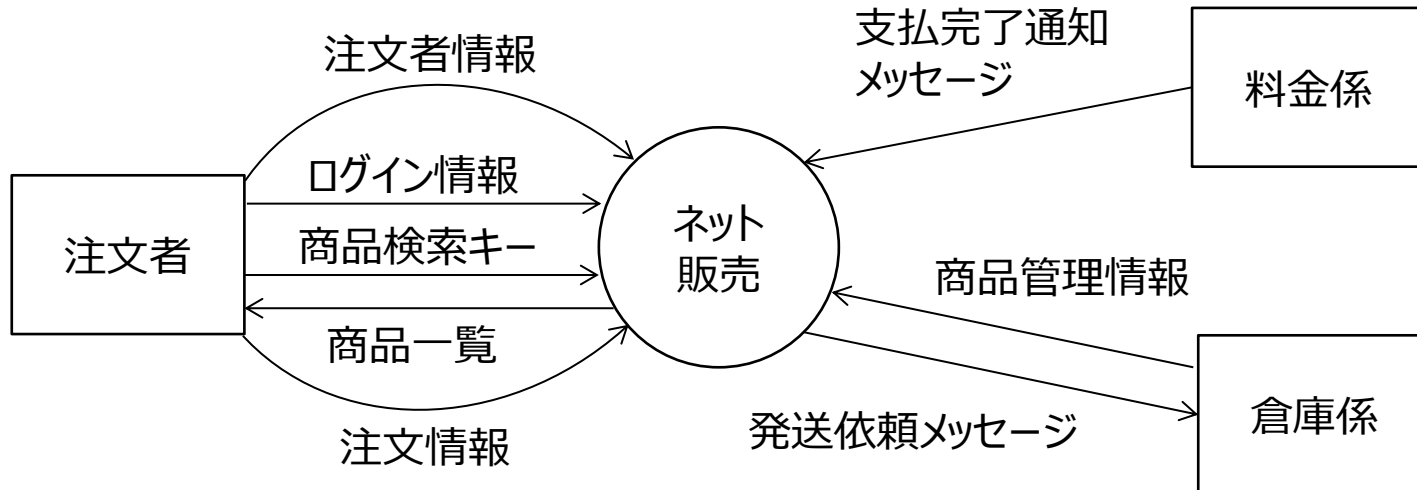 注文者情報
支払完了通知
メッセージ
料金係
ログイン情報
注文者
商品検索キー
ネット
販売
商品管理情報
商品一覧
注文情報
発送依頼メッセージ
倉庫係